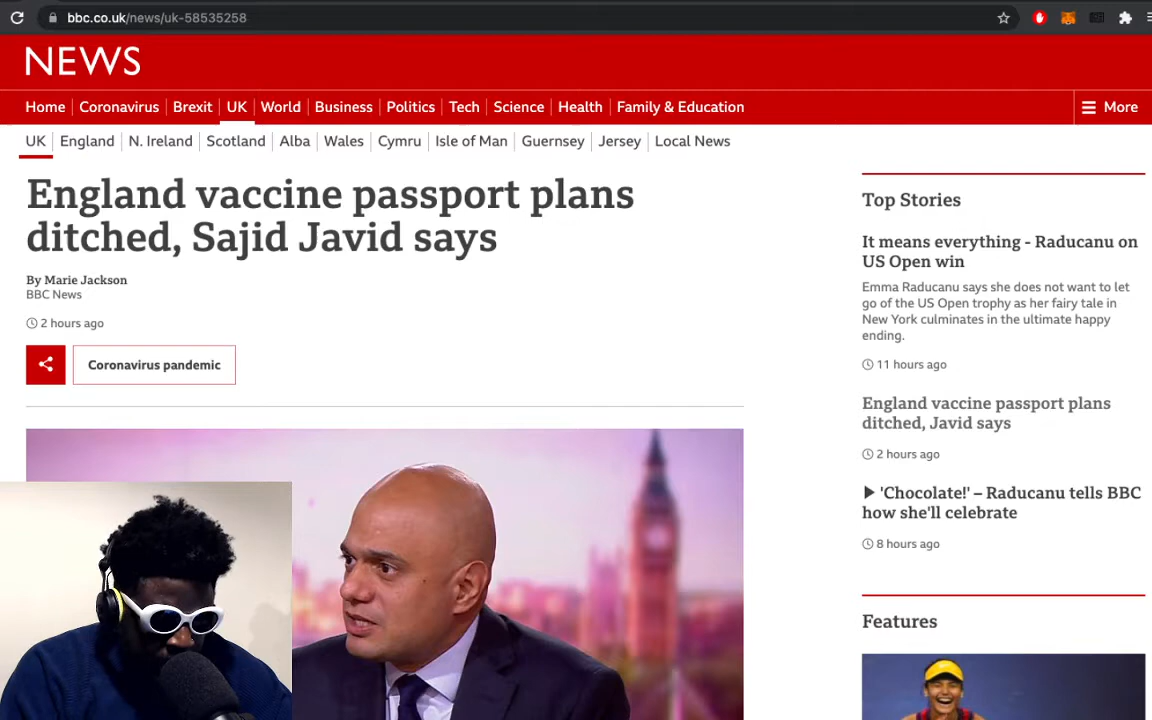 bbc.co.uk/news/uk-58535258
NEWS
Home Coronavirus Brexit UK World Business Politics Tech Science Health Family & Education More
UK England N. Ireland Scotland Alba Wales Cymru Isle of Man Guernsey Jersey Local News
England vaccine passport plans
ditched, Sajid Javid says
By Marie Jackson
BBC News
2 hours ago
Coronavirus pandemic
Top Stories
It means everything - Raducanu on
US Open win
Emma Raducanu says she does not want to let
go of the US Open trophy as her fairy tale in
New York culminates in the ultimate happy
ending.
11 hours ago
England vaccine passport plans
ditched, Javid says
2 hours ago
'Chocolate!' – Raducanu tells BBC
how she'll celebrate
8 hours ago
Features